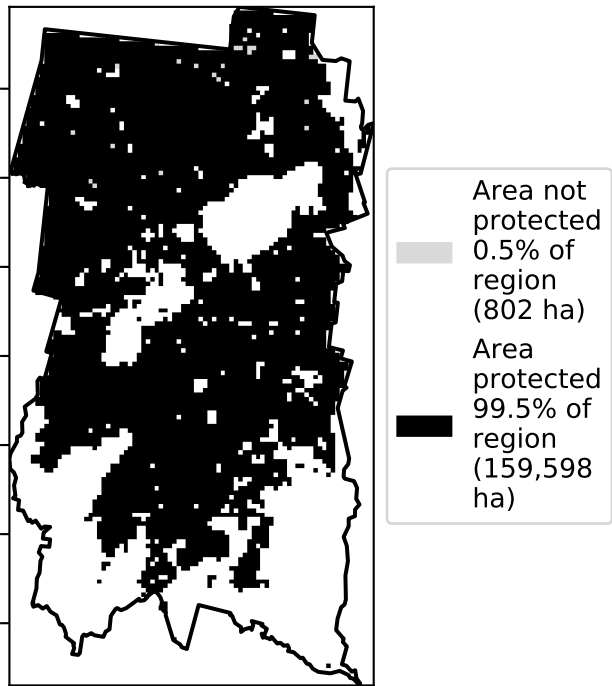 Area not
protected
0.5% of
region
(802 ha)
Area
protected
99.5% of
region
(159,598
ha)